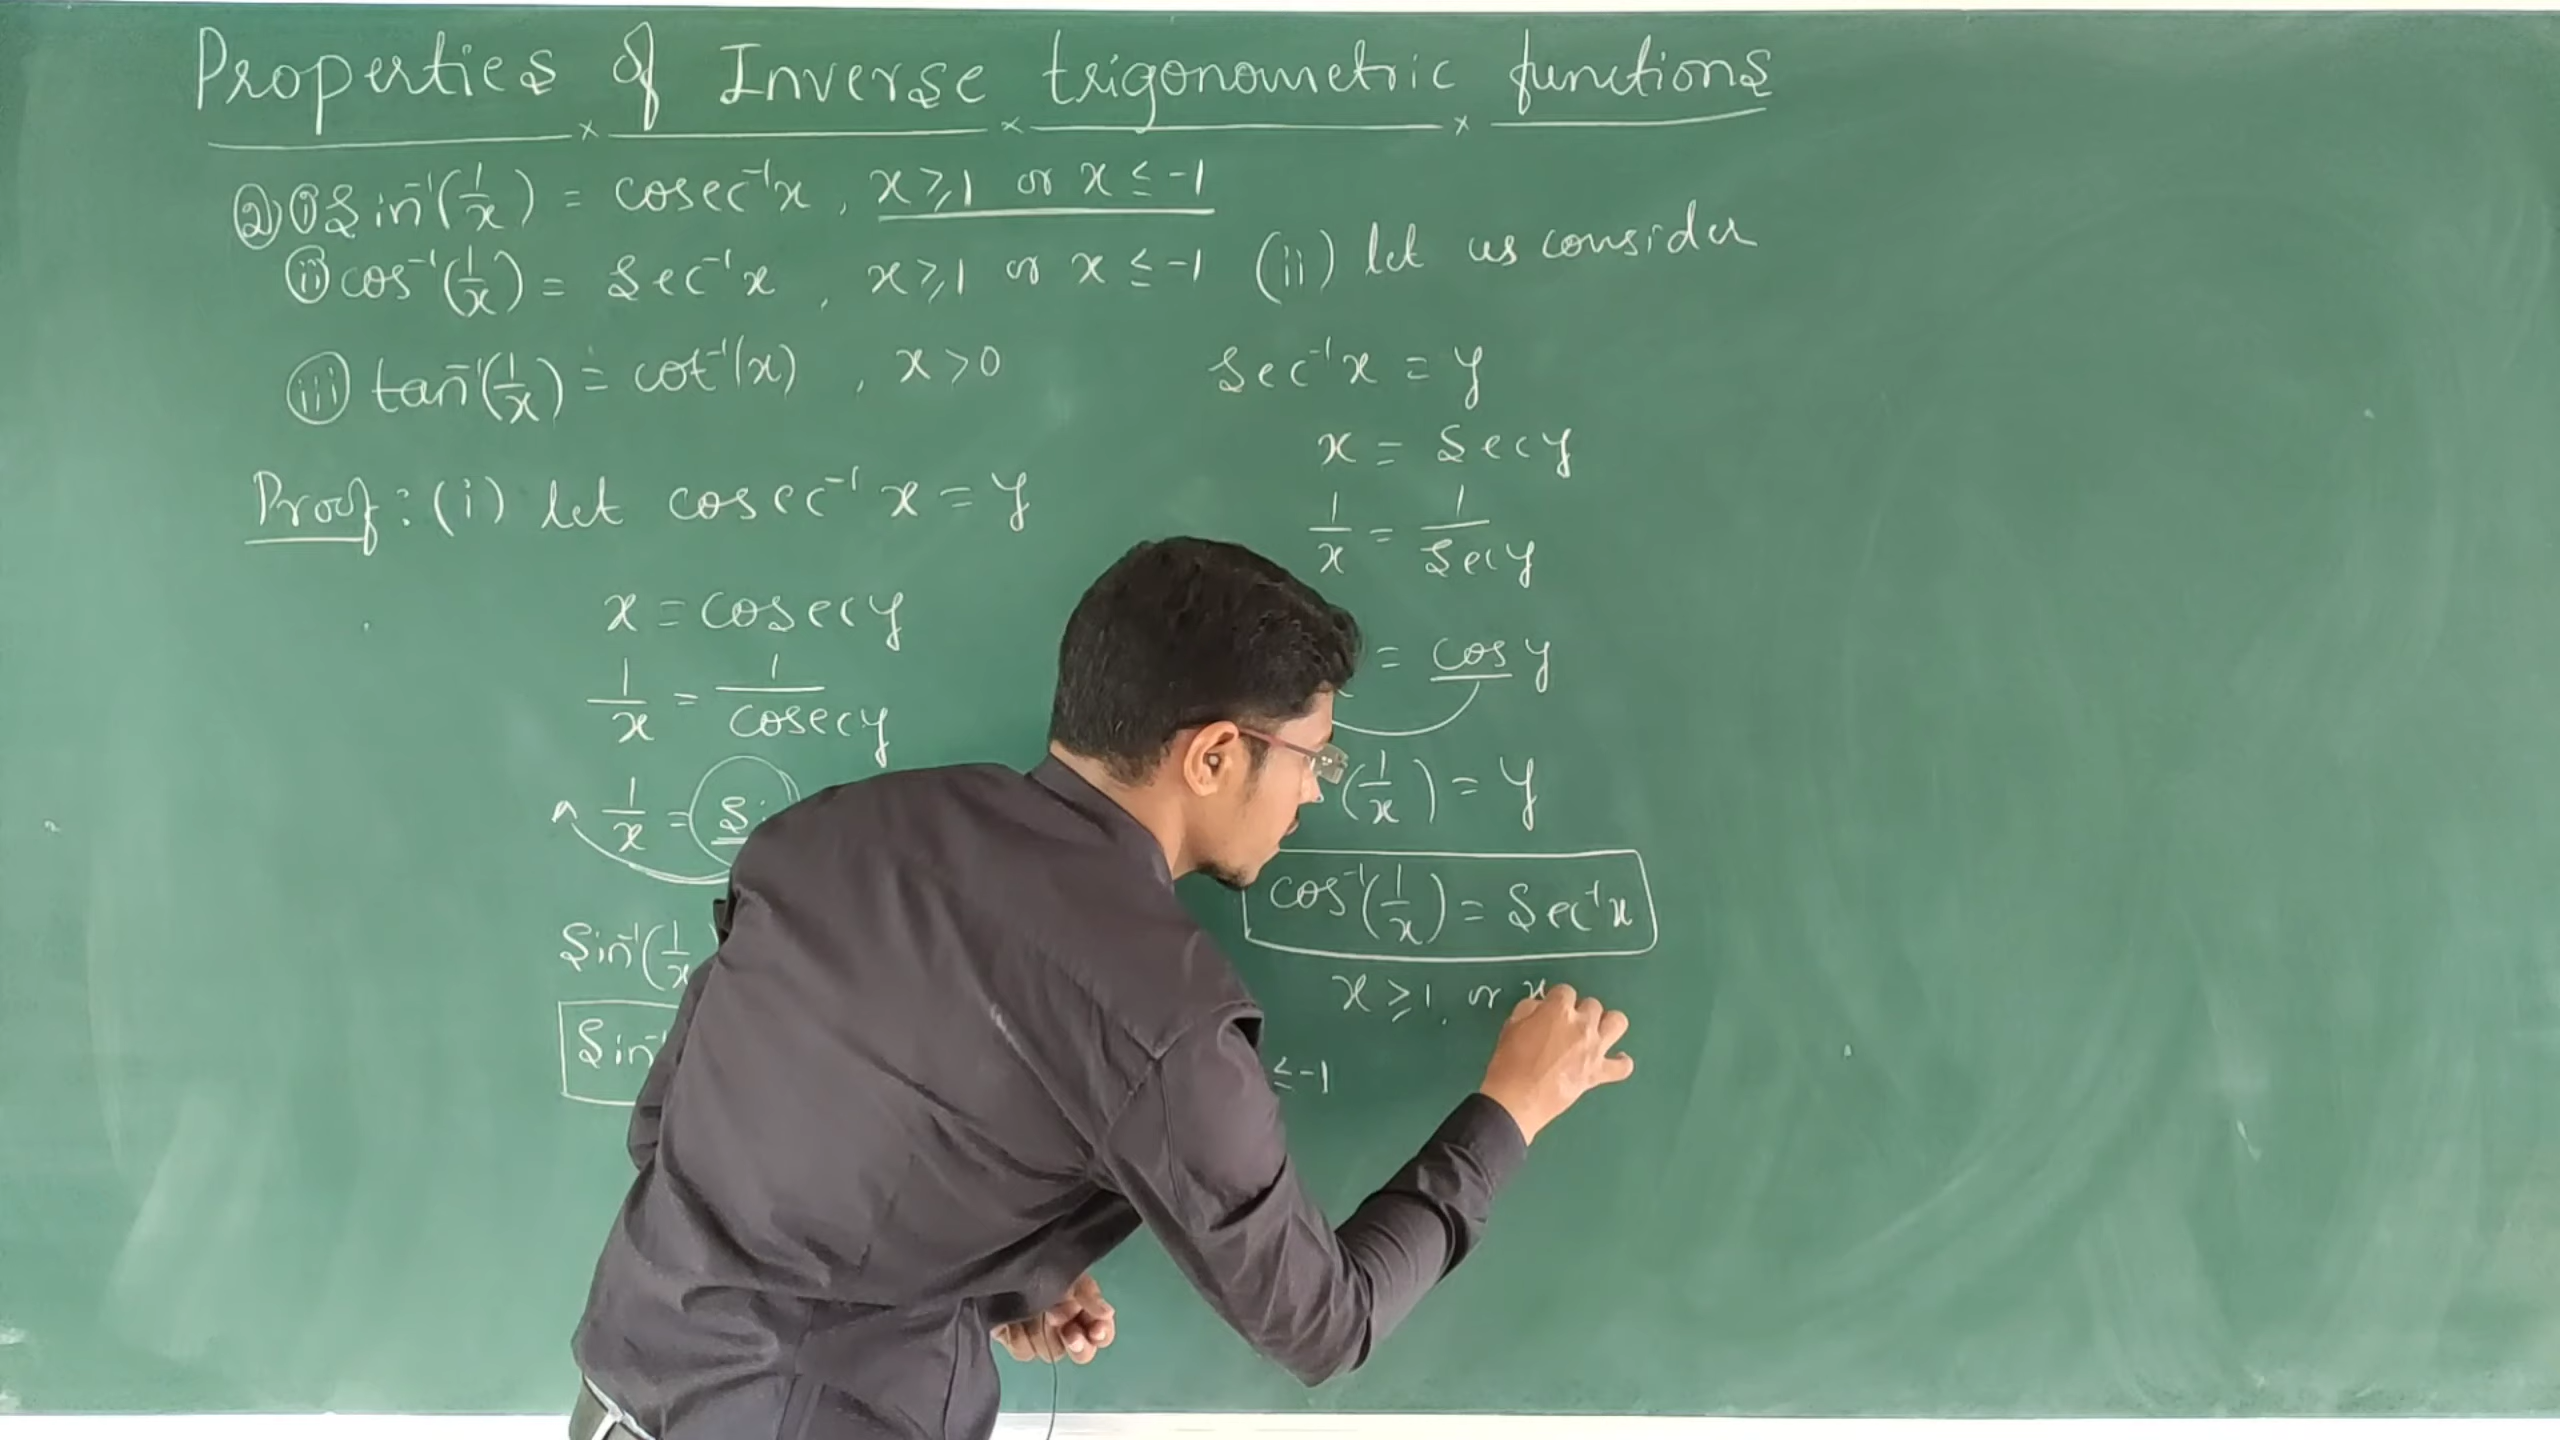 Properties of Inverse trigonometric functions
② ⓘ Sin⁻¹(1/x) = cosec⁻¹x , x ≥ 1 or x ≤ -1
ⓘⓘ cos⁻¹(1/x) = Sec⁻¹x , x ≥ 1 or x ≤ -1
ⓘⓘⓘ tan⁻¹(1/x) = cot⁻¹(x) , x > 0
Proof : (i) let cosec⁻¹ x = y
x = cosec y
1/x = 1/cosec y
1/x =
Sin⁻¹(1/x
Sin⁻¹
≤ -1
(ii) let us consider
Sec⁻¹x = y
x = Sec y
1/x = 1/Sec y
= cos y
(1/x) = y
cos⁻¹(1/x) = Sec⁻¹x
x ≥ 1, or x